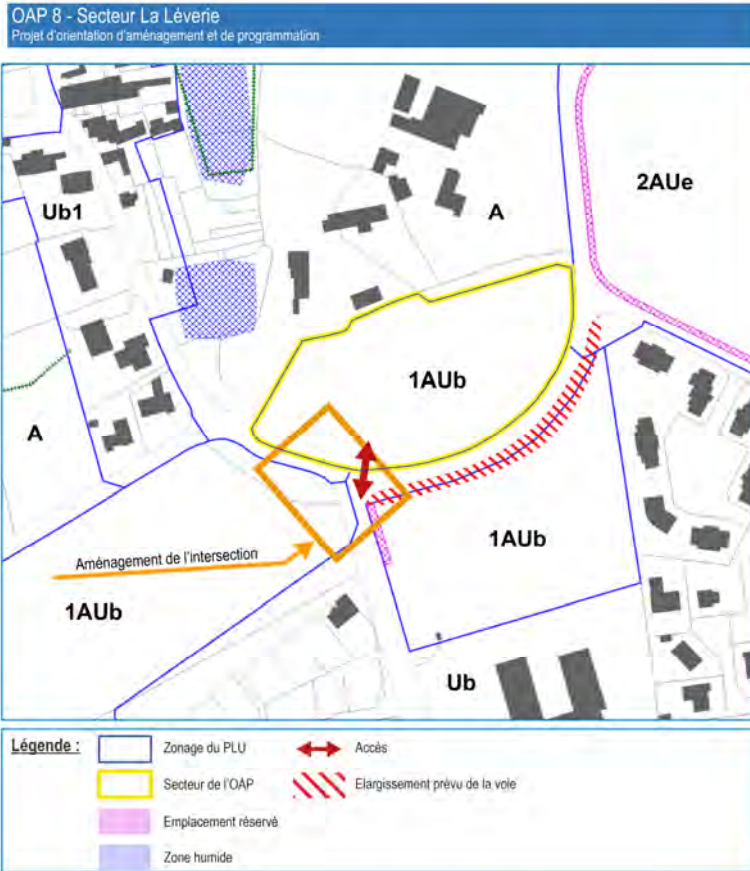 OAP 8 - Secteur La Lèverie
Projet d'orientation d'aménagement et de programmation
2AUe
Ub1
A
1AUb
A
1AUb
Aménagement de l'intersection
1AUb
Ub
Légende :
Zonage du PLU
Accès
Secteur de l'OAP
Elargissement prévu de la voie
Emplacement réservé
Zone humide